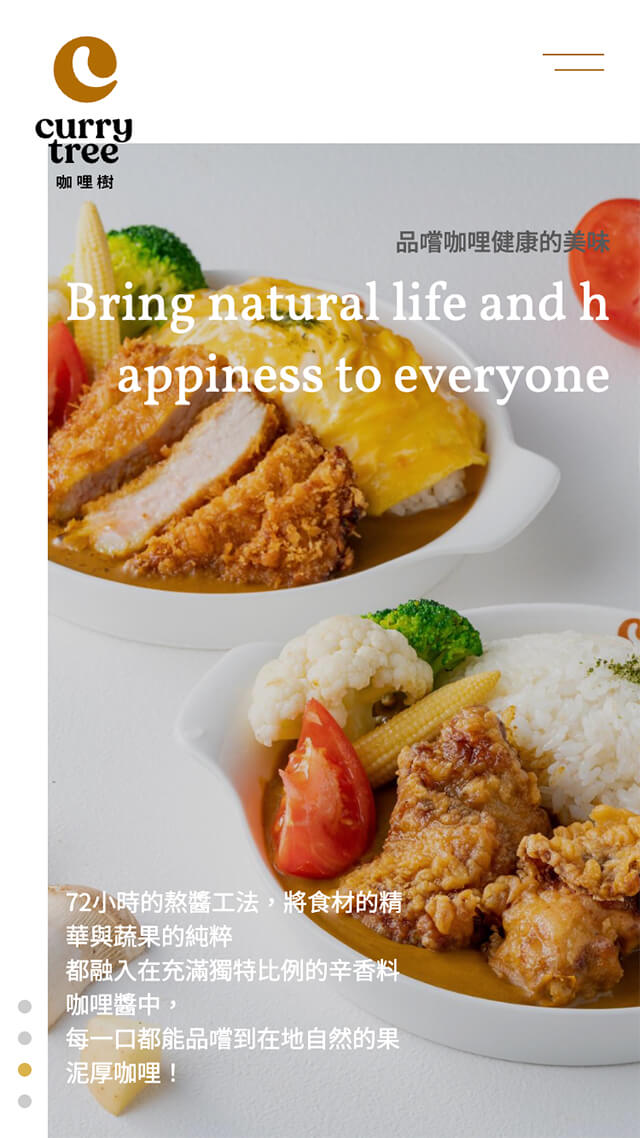 curry
tree
咖哩樹
品嚐咖哩健康的美味
Bring natural life and h
appiness to everyone
72小時的熬醬工法，將食材的精
華與蔬果的純粹
都融入在充滿獨特比例的辛香料
咖哩醬中，
每一口都能品嚐到在地自然的果
泥厚咖哩！